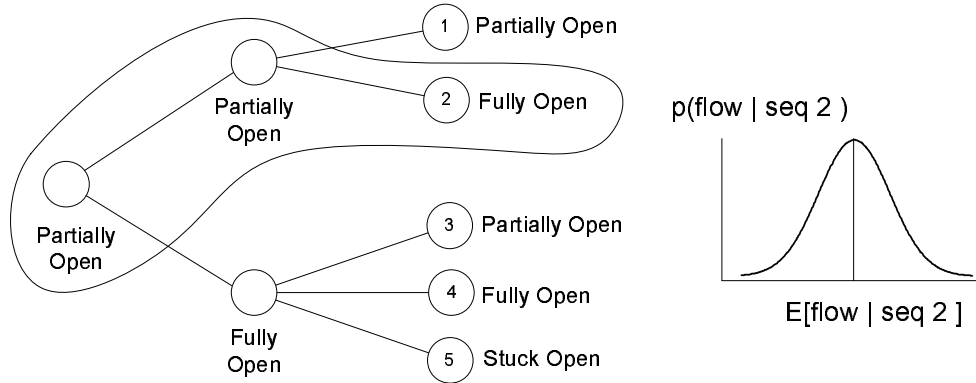 1 Partially Open
Partially
Open
2 Fully Open
Partially
Open
3 Partially Open
4 Fully Open
Fully
Open
5 Stuck Open
p(flow | seq 2 )
E[flow | seq 2 ]